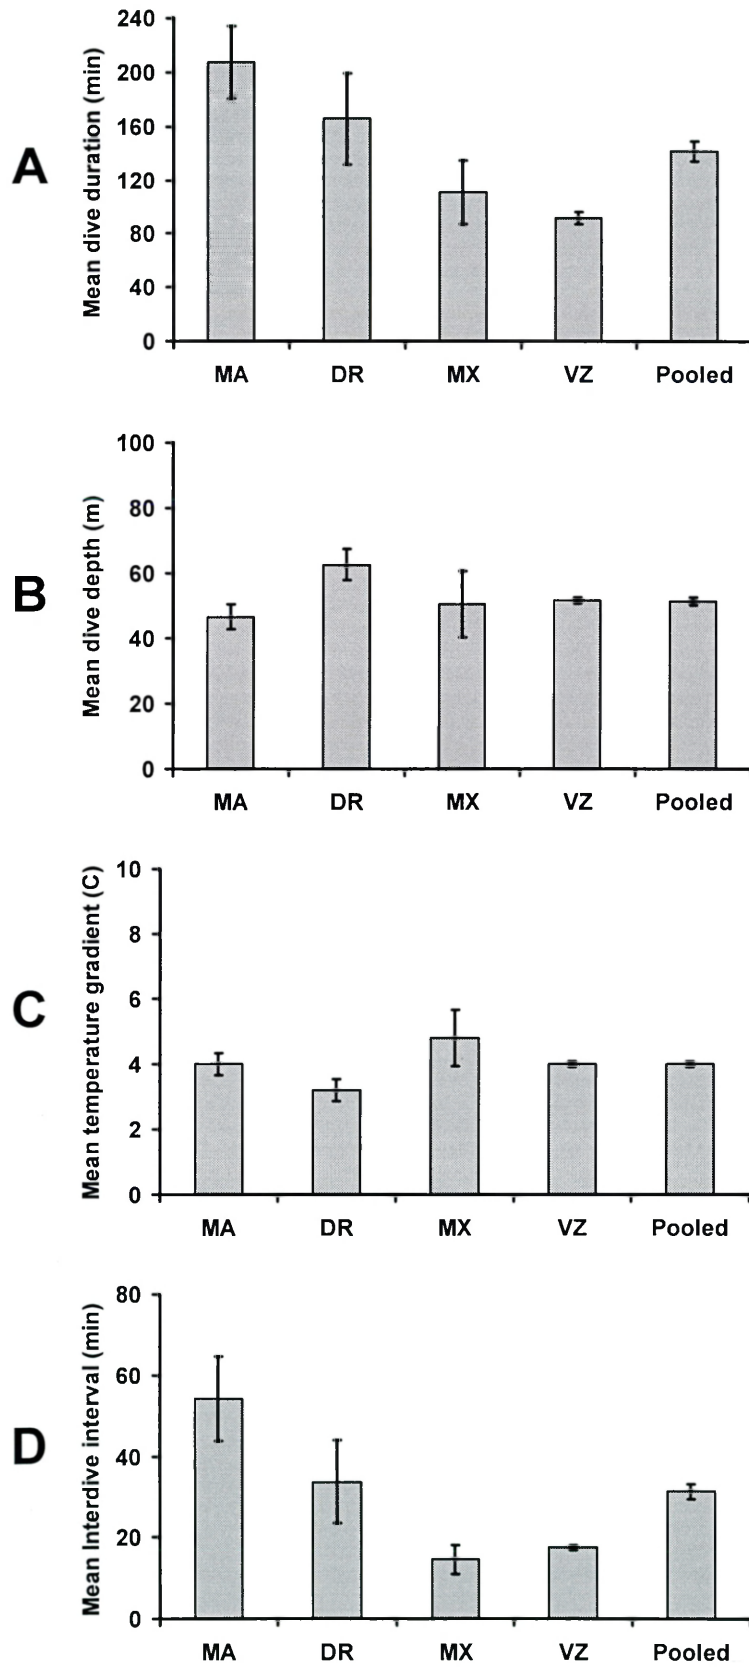 A
Mean dive duration (min)
240
200
160
120
80
40
0
MA DR MX VZ Pooled
B
Mean dive depth (m)
100
80
60
40
20
0
MA DR MX VZ Pooled
C
Mean temperature gradient (C)
10
8
6
4
2
0
MA DR MX VZ Pooled
D
Mean Interdive interval (min)
80
60
40
20
0
MA DR MX VZ Pooled